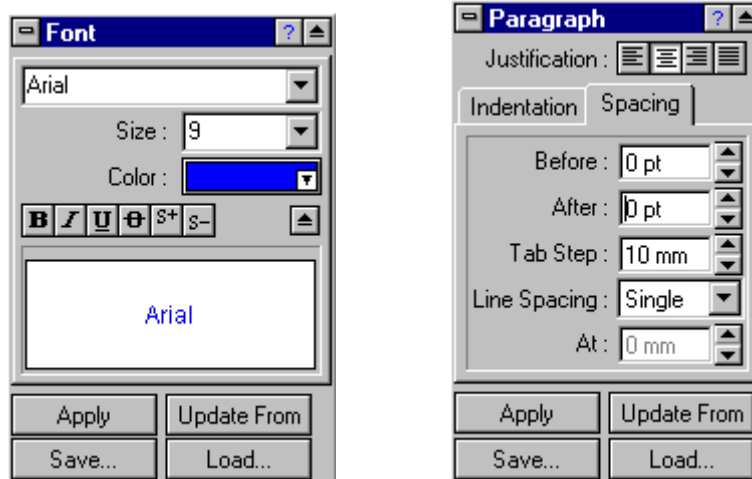 Font ?
Arial
Size : 9
Color :
B I U O S+ S-
Arial
Apply Update From
Save... Load...
Paragraph ?
Justification :
Indentation Spacing
Before : 0 pt
After : 0 pt
Tab Step : 10 mm
Line Spacing : Single
At : 0 mm
Apply Update From
Save... Load...